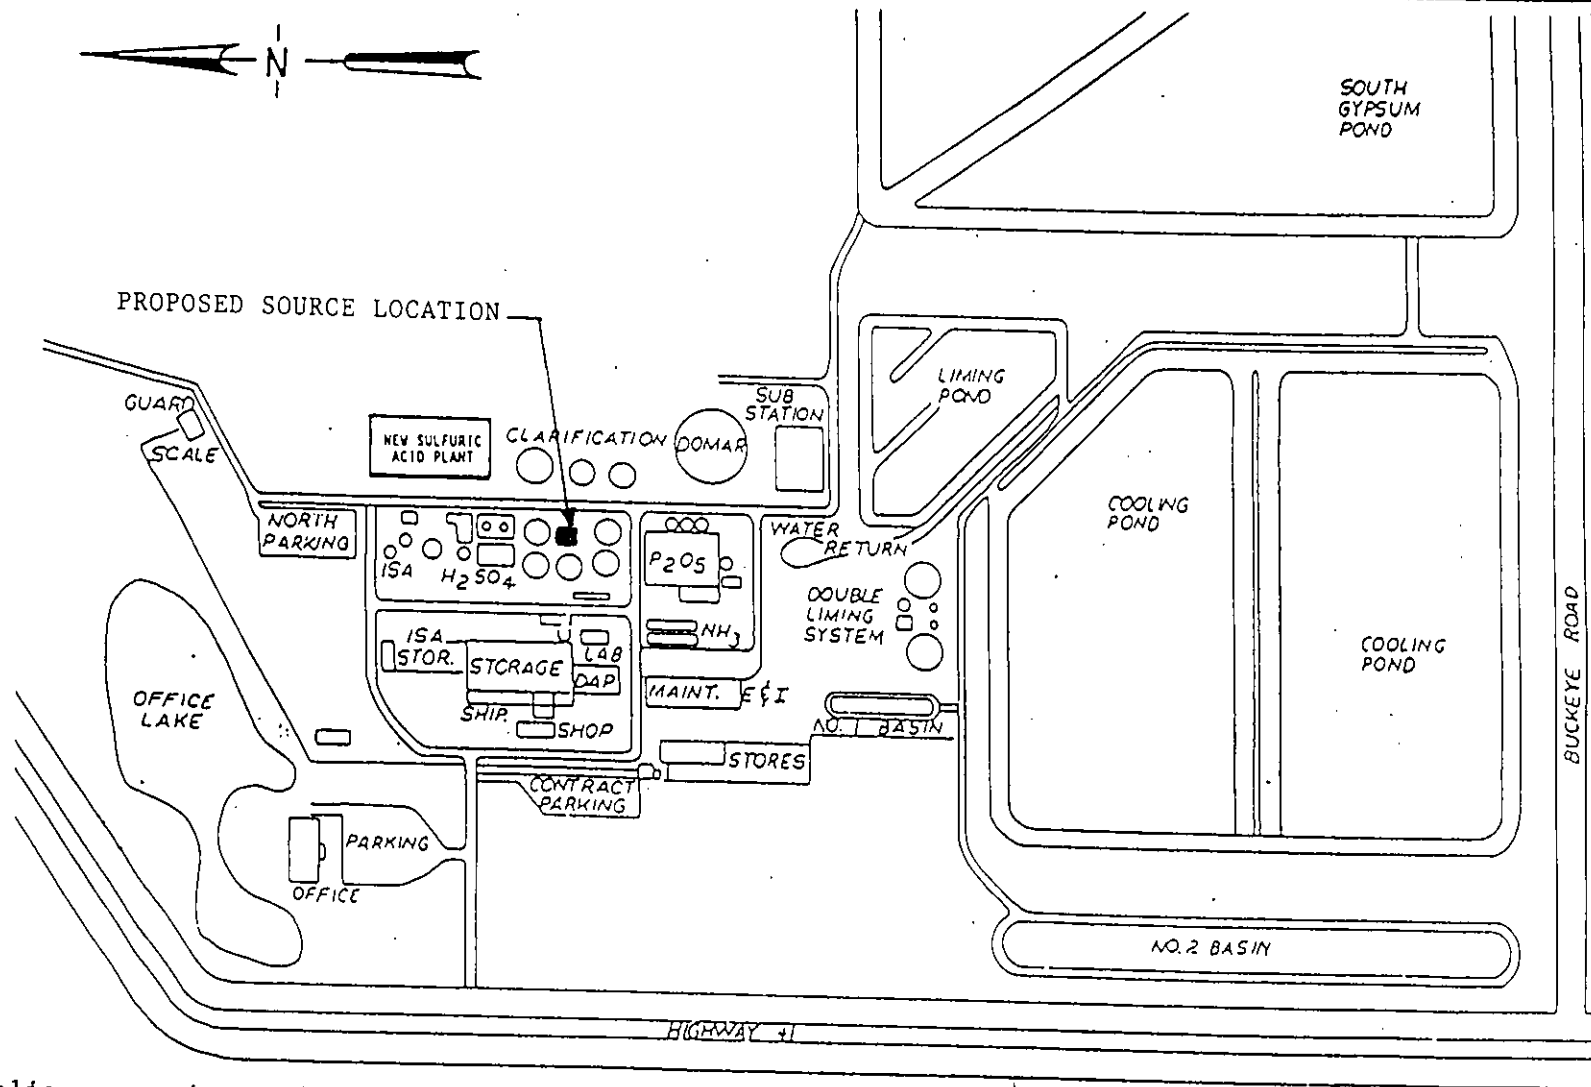 N
SOUTH
GYPSUM
POND
PROPOSED SOURCE LOCATION
GUARD
SCALE
NEW SULFURIC
ACID PLANT
CLARIFICATION
DOMAR
SUB
STATION
LIMING
POND
NORTH
PARKING
ISA
H2SO4
P2O5
WATER
RETURN
COOLING
POND
DOUBLE
LIMING
SYSTEM
COOLING
POND
BUCKEYE ROAD
NH3
ISA
STOR.
STORAGE
LAB
DAP
MAINT.
E&I
OFFICE
LAKE
SHIP.
SHOP
NO. 1 BASIN
STORES
CONTRACT
PARKING
PARKING
OFFICE
NO. 2 BASIN
HIGHWAY 41